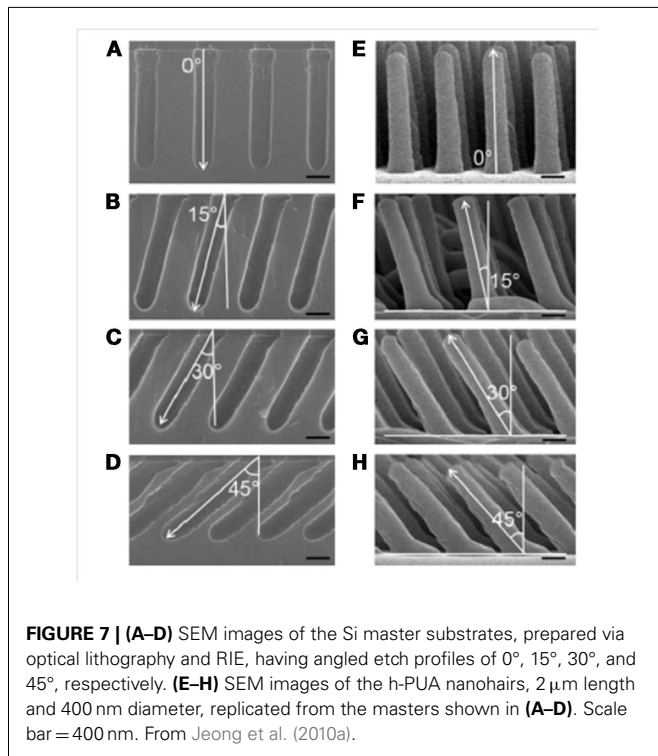 A
0°
E
0°
B
15°
F
15°
C
30°
G
30°
D
45°
H
45°
FIGURE 7 | (A–D) SEM images of the Si master substrates, prepared via
optical lithography and RIE, having angled etch profiles of 0°, 15°, 30°, and
45°, respectively. (E–H) SEM images of the h-PUA nanohairs, 2 μm length
and 400 nm diameter, replicated from the masters shown in (A–D). Scale
bar = 400 nm. From Jeong et al. (2010a).